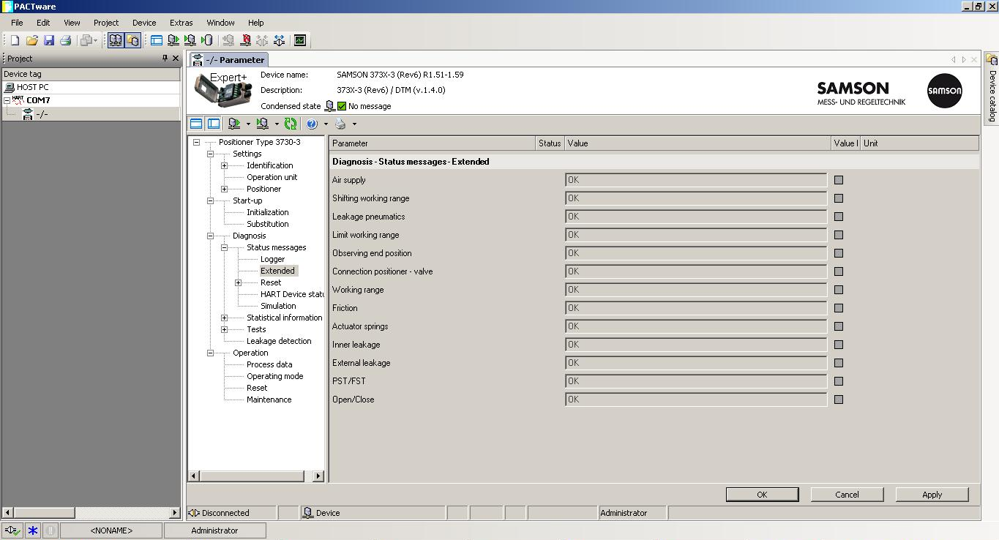 PACTware
File Edit View Project Device Extras Window Help
Project
Device tag
HOST PC
HART COM7
-/-
-/- Parameter
Expert+
Device name: SAMSON 373X-3 (Rev6) R1.51-1.59
Description: 373X-3 (Rev6) / DTM (v.1.4.0)
Condensed state No message
SAMSON
MESS- UND REGELTECHNIK
SAMSON
Device catalog
Positioner Type 3730-3
Settings
Identification
Operation unit
Positioner
Start-up
Initialization
Substitution
Diagnosis
Status messages
Logger
Extended
Reset
HART Device statu
Simulation
Statistical information
Tests
Leakage detection
Operation
Process data
Operating mode
Reset
Maintenance
Parameter Status Value Value I Unit
Diagnosis - Status messages - Extended
Air supply OK
Shifting working range OK
Leakage pneumatics OK
Limit working range OK
Observing end position OK
Connection positioner - valve OK
Working range OK
Friction OK
Actuator springs OK
Inner leakage OK
External leakage OK
PST/FST OK
Open/Close OK
OK Cancel Apply
Disconnected Device Administrator
<NONAME> Administrator